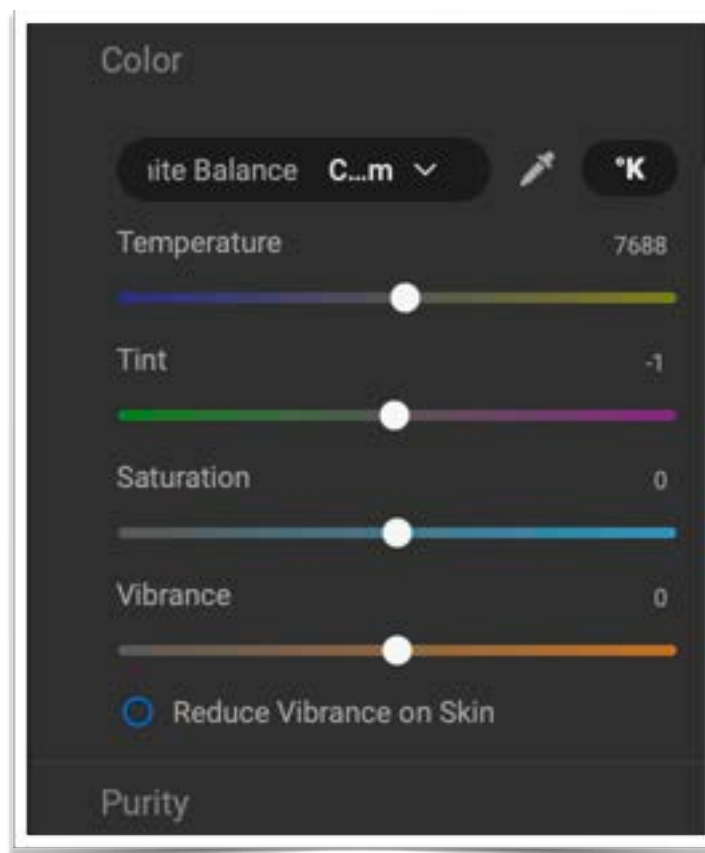 Color
ite Balance C...m °K
Temperature 7688
Tint -1
Saturation 0
Vibrance 0
Reduce Vibrance on Skin
Purity